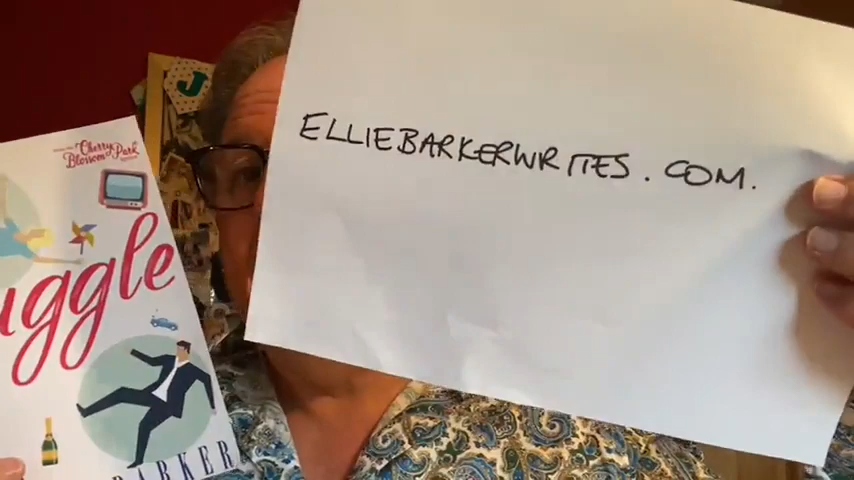 J
Cherry Park
Blossom
uggle
BARKER
ELLIEBARKERWRITES.COM.